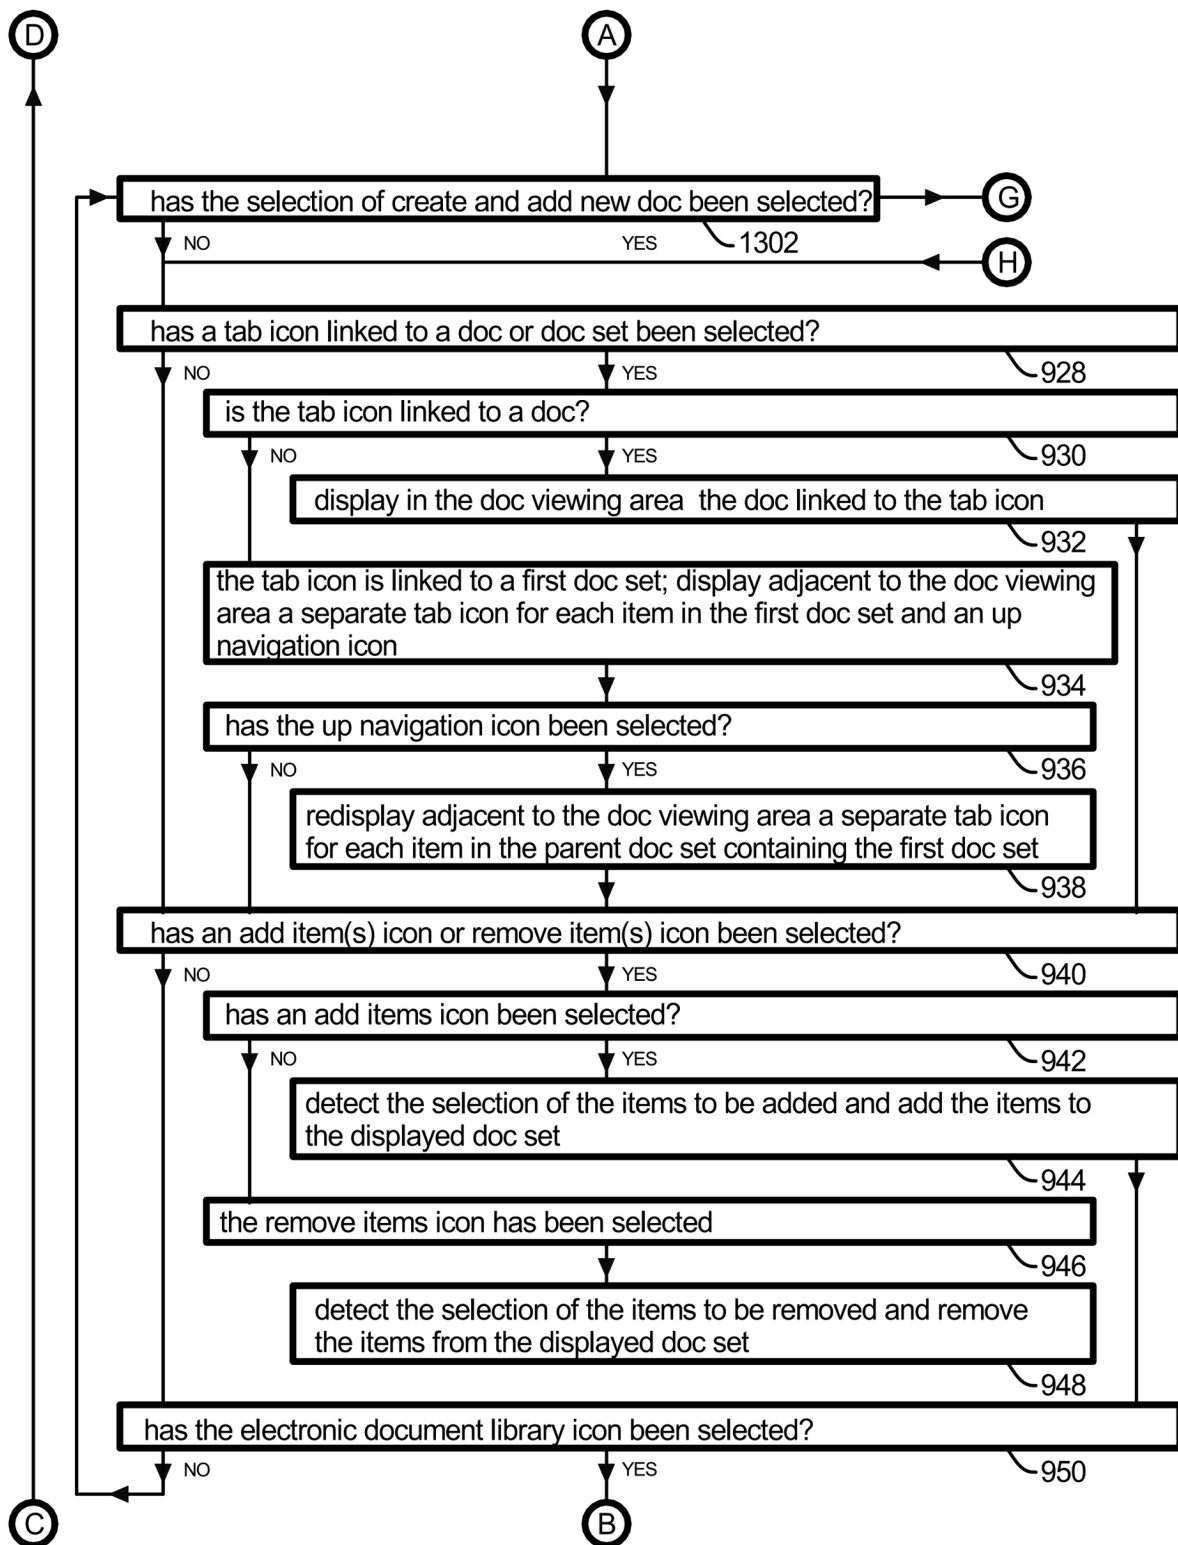 D
A
has the selection of create and add new doc been selected?
G
NO
YES
1302
H
has a tab icon linked to a doc or doc set been selected?
NO
YES
928
is the tab icon linked to a doc?
NO
YES
930
display in the doc viewing area the doc linked to the tab icon
932
the tab icon is linked to a first doc set; display adjacent to the doc viewing
area a separate tab icon for each item in the first doc set and an up
navigation icon
934
has the up navigation icon been selected?
NO
YES
936
redisplay adjacent to the doc viewing area a separate tab icon
for each item in the parent doc set containing the first doc set
938
has an add item(s) icon or remove item(s) icon been selected?
NO
YES
940
has an add items icon been selected?
NO
YES
942
detect the selection of the items to be added and add the items to
the displayed doc set
944
the remove items icon has been selected
946
detect the selection of the items to be removed and remove
the items from the displayed doc set
948
has the electronic document library icon been selected?
NO
YES
950
C
B